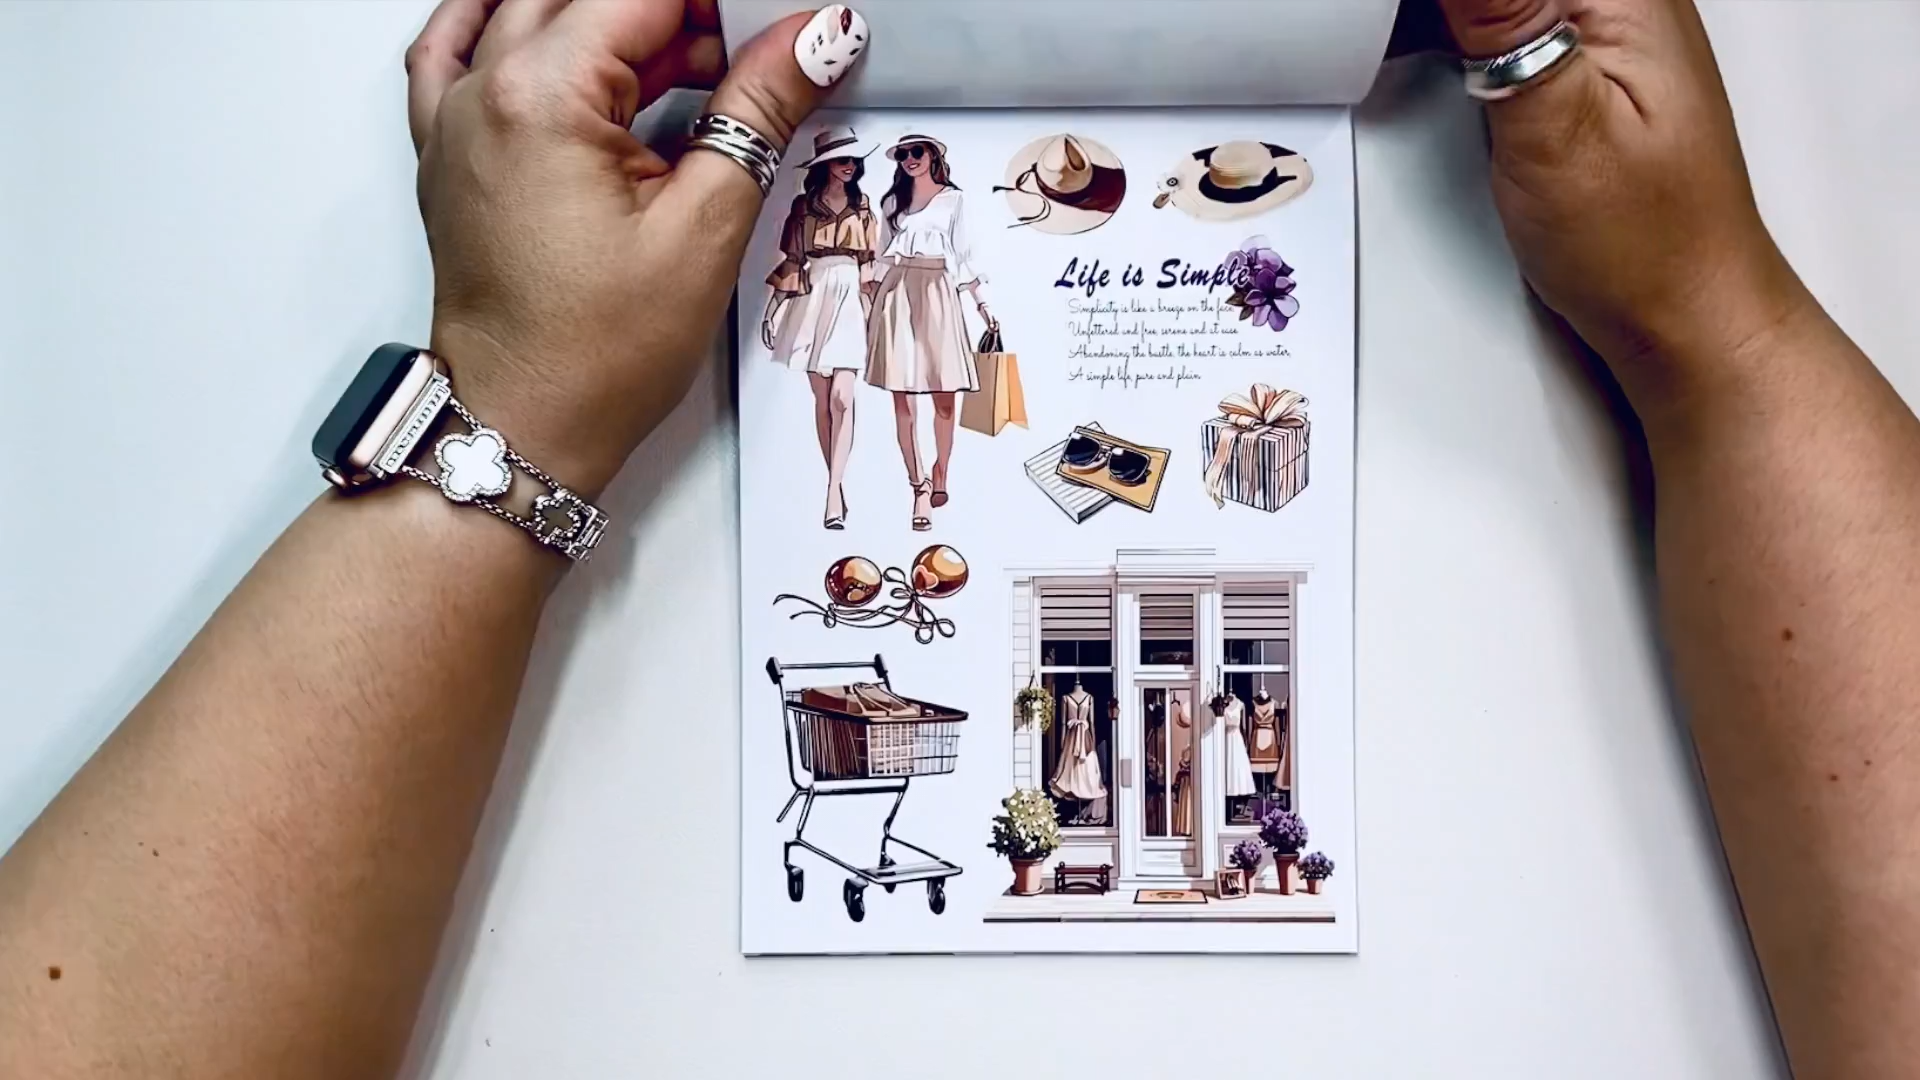 Life is Simple
Simplicity is like a breeze on the face,
Unfettered and free, serene and at ease.
Abandoning the bustle, the heart is calm as water,
A simple life, pure and plain.